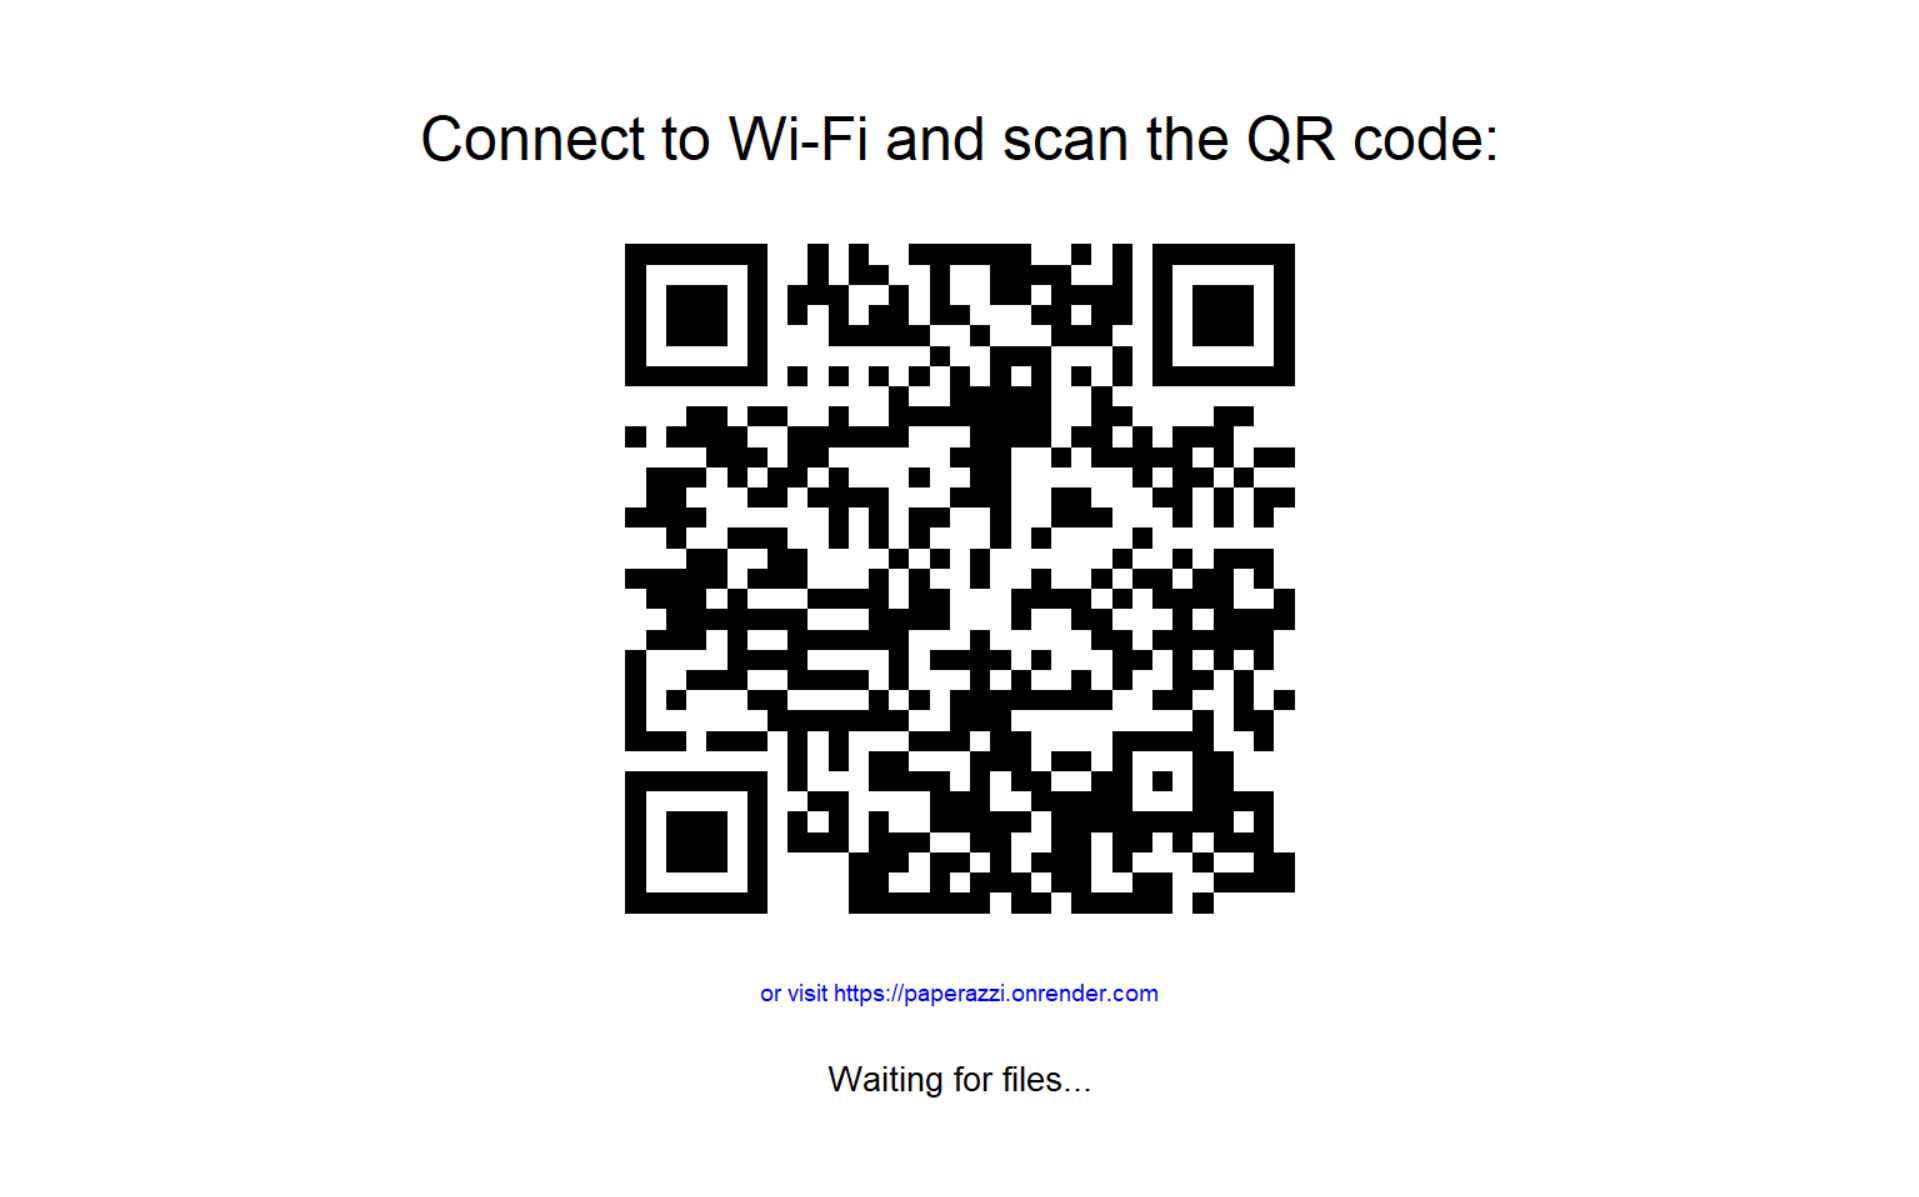 Connect to Wi-Fi and scan the QR code:
or visit https://paperazzi.onrender.com
Waiting for files...